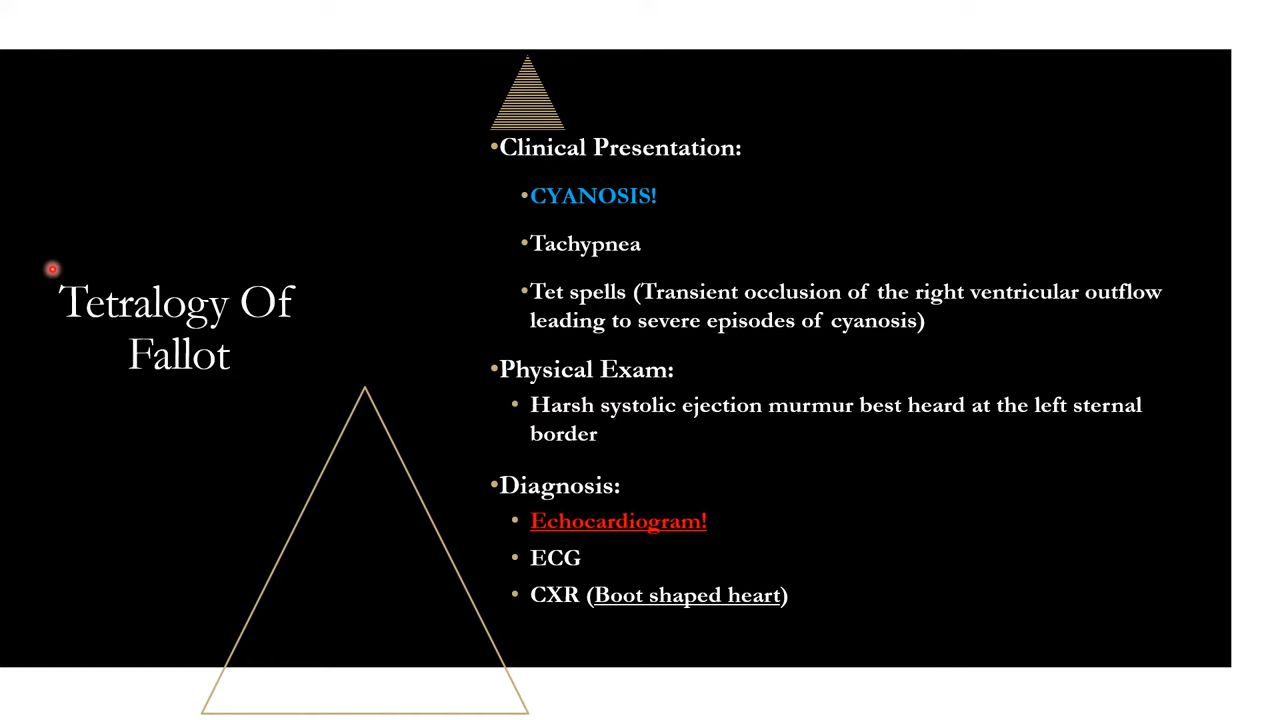 Tetralogy Of
Fallot
•Clinical Presentation:
•CYANOSIS!
•Tachypnea
•Tet spells (Transient occlusion of the right ventricular outflow
leading to severe episodes of cyanosis)
•Physical Exam:
• Harsh systolic ejection murmur best heard at the left sternal
border
•Diagnosis:
• Echocardiogram!
• ECG
• CXR (Boot shaped heart)